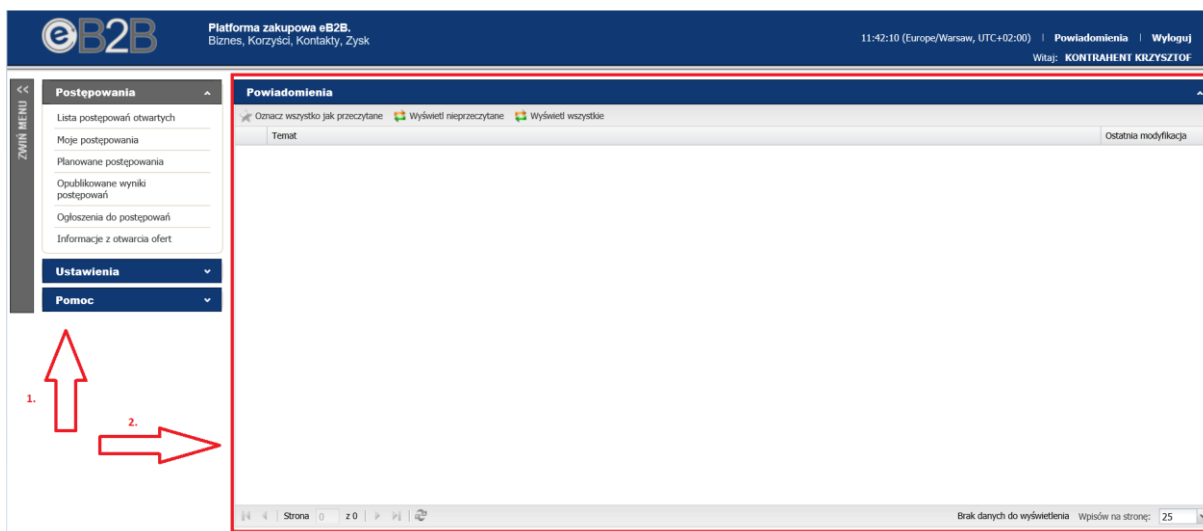 eB2B
Platforma zakupowa eB2B.
Biznes, Korzyści, Kontakty, Zysk
11:42:10 (Europe/Warsaw, UTC+02:00) | Powiadomienia | Wyloguj
Witaj: KONTRAHENT KRZYSZTOF
<< ZWIŃ MENU
Postępowania
Lista postępowań otwartych
Moje postępowania
Planowane postępowania
Opublikowane wyniki
postępowań
Ogłoszenia do postępowań
Informacje z otwarcia ofert
Ustawienia
Pomoc
1.
2.
Powiadomienia
Oznacz wszystko jak przeczytane Wyświetl nieprzeczytane Wyświetl wszystkie
Temat Ostatnia modyfikacja
Strona 0 z 0 Brak danych do wyświetlenia Wpisów na stronę: 25